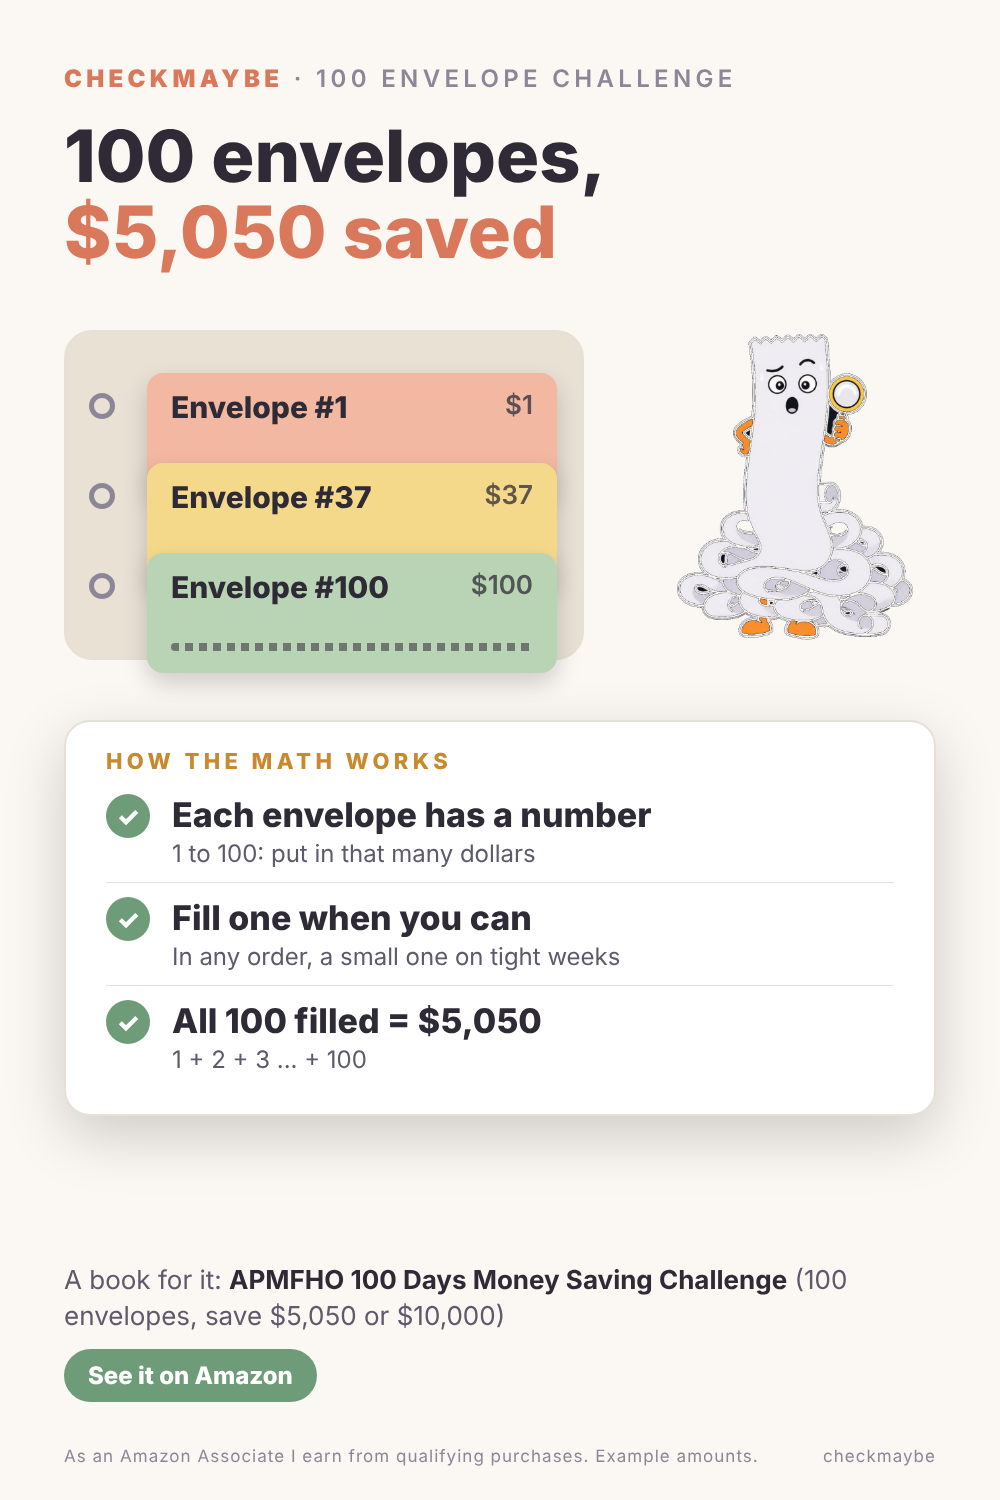 CHECKMAYBE · 100 ENVELOPE CHALLENGE
100 envelopes,
$5,050 saved
Envelope #1 $1
Envelope #37 $37
Envelope #100 $100
HOW THE MATH WORKS
Each envelope has a number
1 to 100: put in that many dollars
Fill one when you can
In any order, a small one on tight weeks
All 100 filled = $5,050
1 + 2 + 3 ... + 100
A book for it: APMFHO 100 Days Money Saving Challenge (100
envelopes, save $5,050 or $10,000)
See it on Amazon
As an Amazon Associate I earn from qualifying purchases. Example amounts. checkmaybe